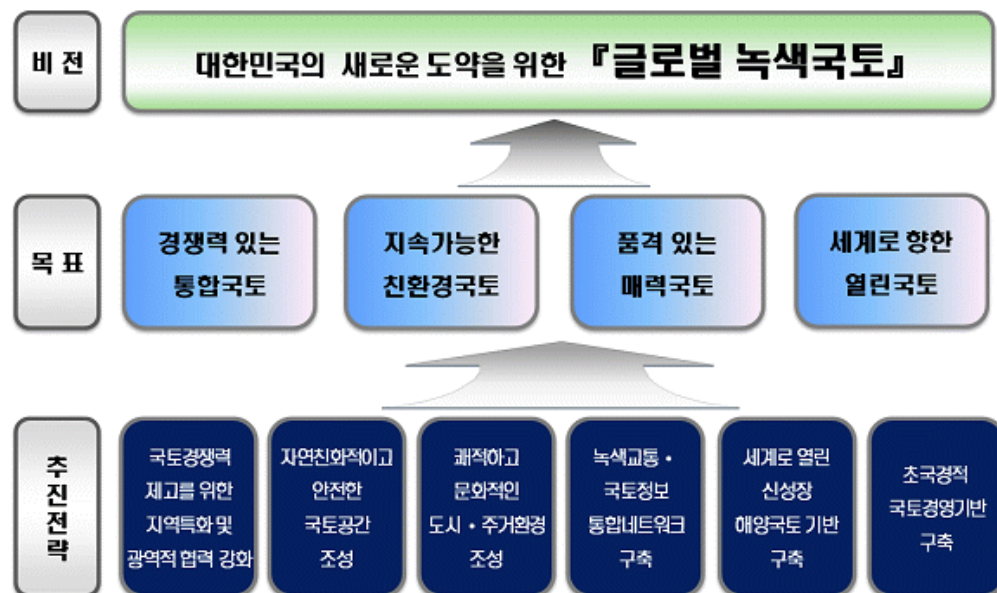 비 전
대한민국의 새로운 도약을 위한 『글로벌 녹색국토』
목 표
경쟁력 있는
통합국토
지속가능한
친환경국토
품격 있는
매력국토
세계로 향한
열린국토
추
진
전
략
국토경쟁력
제고를 위한
지역특화 및
광역적 협력 강화
자연친화적이고
안전한
국토공간
조성
쾌적하고
문화적인
도시 • 주거환경
조성
녹색교통 •
국토정보
통합네트워크
구축
세계로 열린
신성장
해양국토 기반
구축
초국경적
국토경영기반
구축